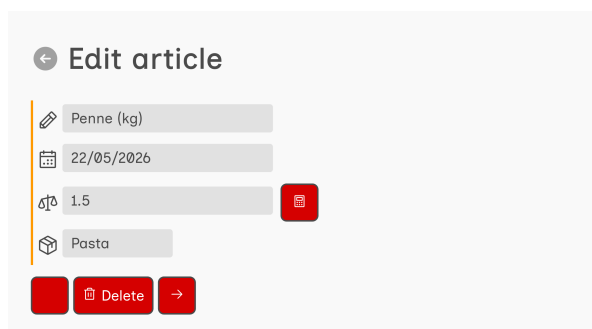 Edit article
Penne (kg)
22/05/2026
1.5
Pasta
Delete